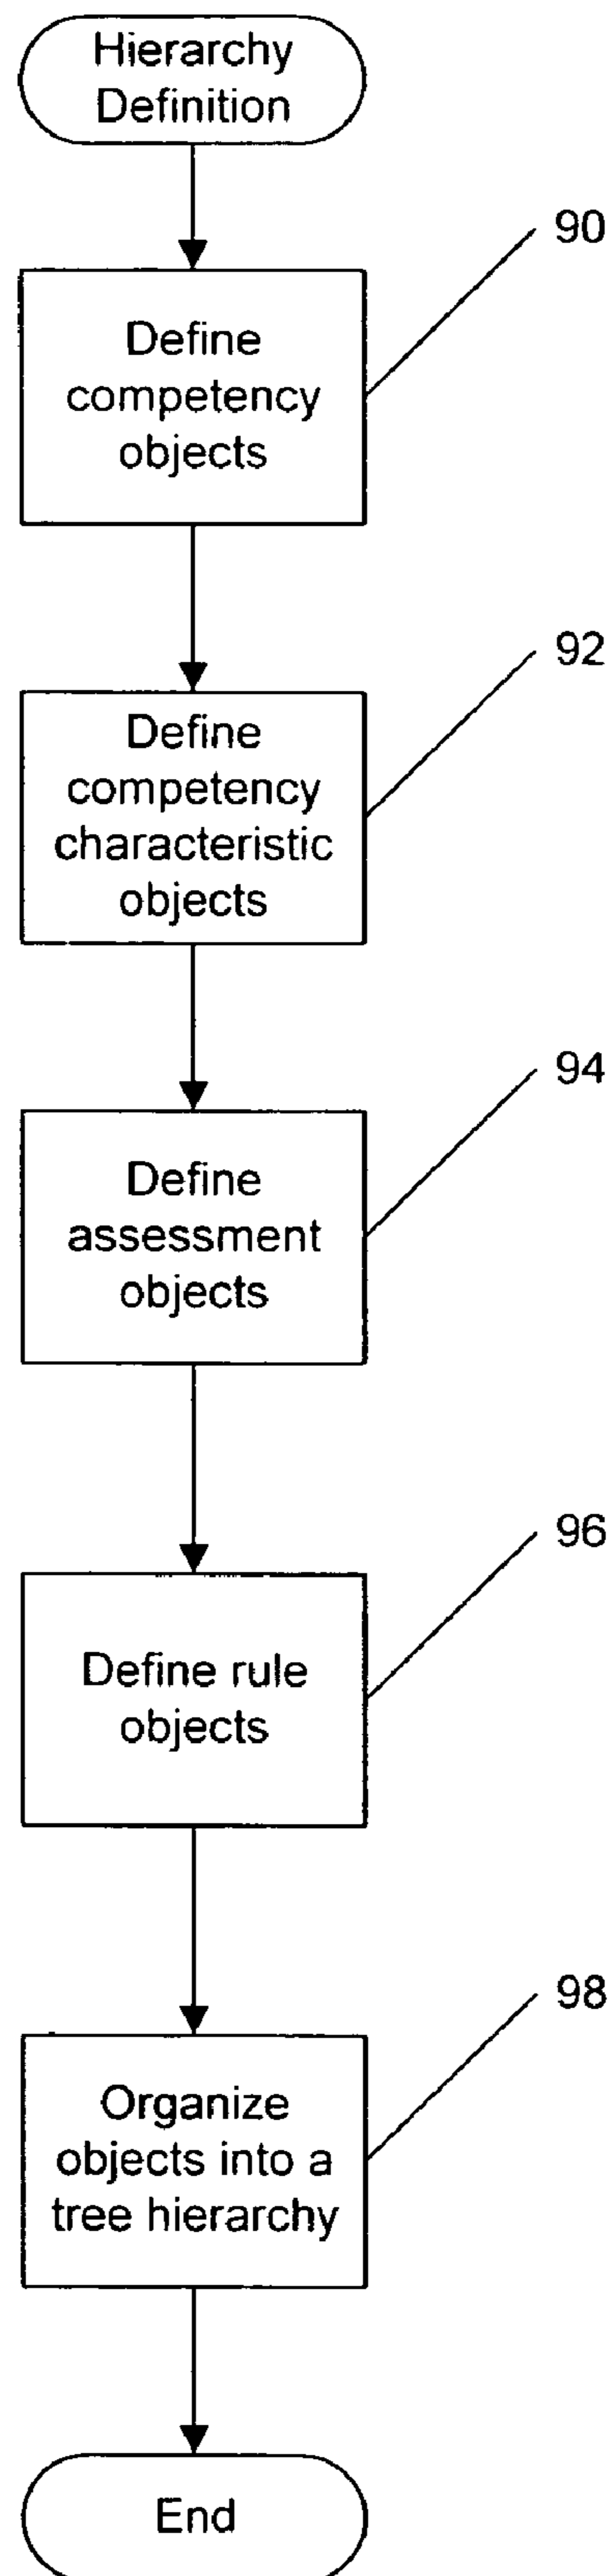 Hierarchy
Definition
90
Define
competency
objects
92
Define
competency
characteristic
objects
94
Define
assessment
objects
96
Define rule
objects
98
Organize
objects into a
tree hierarchy
End